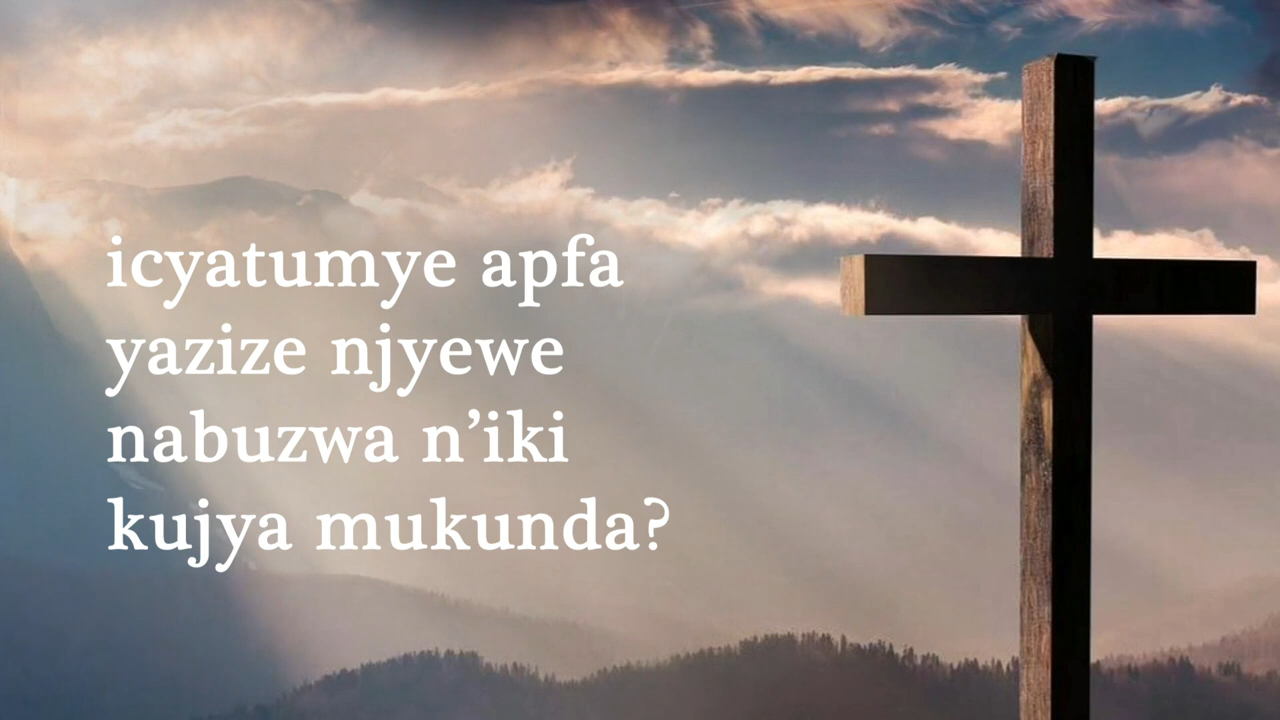 icyatumye apfa
yazize njyewe
nabuzwa n’iki
kujya mukunda?